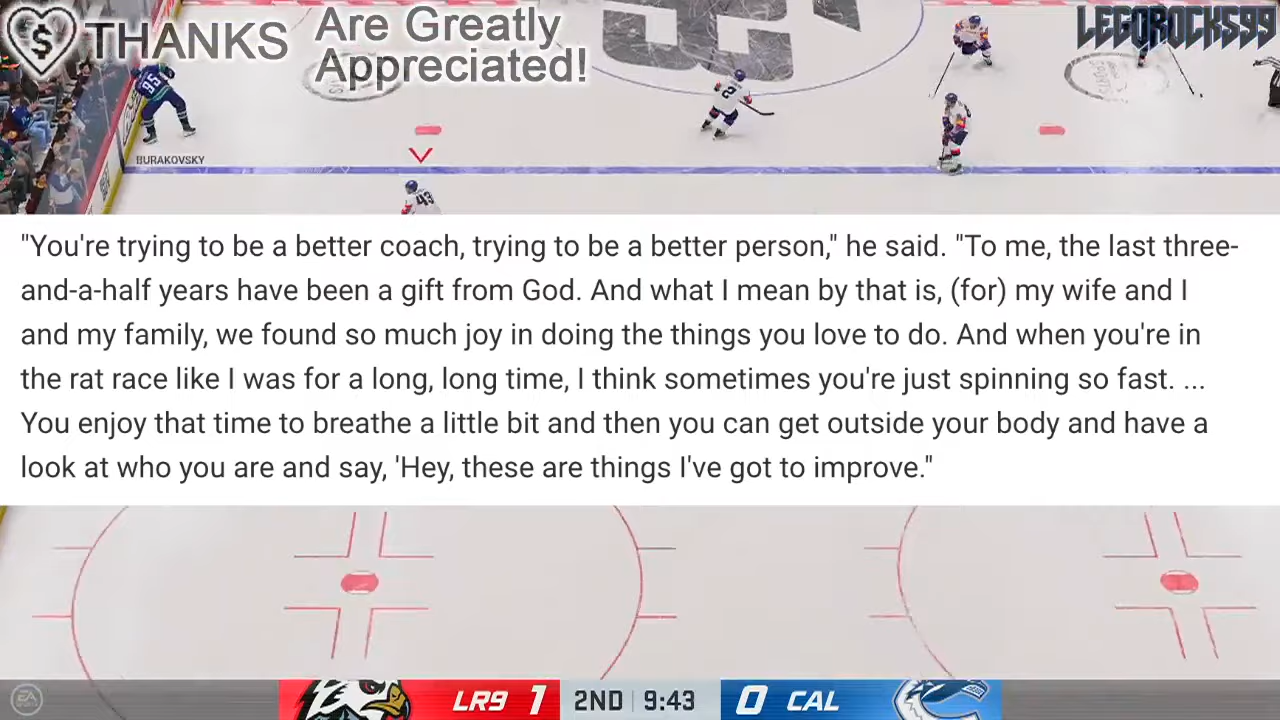 THANKS Are Greatly
Appreciated!
LEGOROCKS99
95
2
BURAKOVSKY
43
"You're trying to be a better coach, trying to be a better person," he said. "To me, the last three-
and-a-half years have been a gift from God. And what I mean by that is, (for) my wife and I
and my family, we found so much joy in doing the things you love to do. And when you're in
the rat race like I was for a long, long time, I think sometimes you're just spinning so fast. ...
You enjoy that time to breathe a little bit and then you can get outside your body and have a
look at who you are and say, 'Hey, these are things I've got to improve."
EA
LR9 1 2ND 9:43 0 CAL